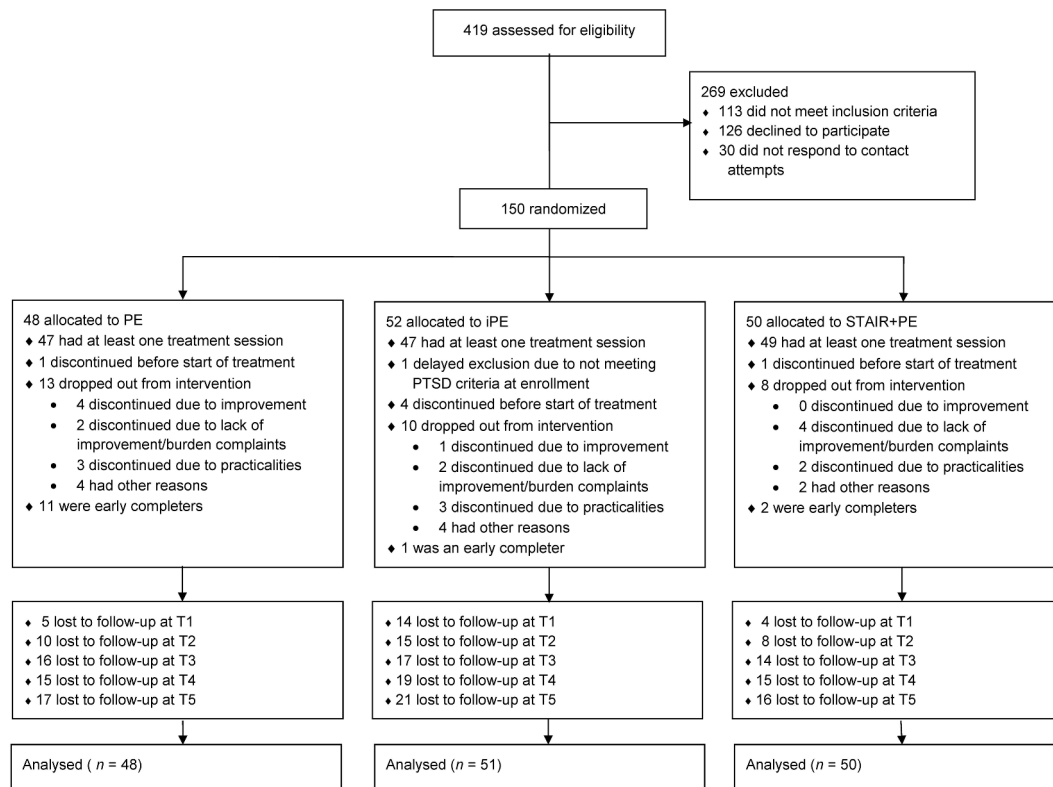 419 assessed for eligibility
269 excluded
♦ 113 did not meet inclusion criteria
♦ 126 declined to participate
♦ 30 did not respond to contact
attempts
150 randomized
48 allocated to PE
♦ 47 had at least one treatment session
♦ 1 discontinued before start of treatment
♦ 13 dropped out from intervention
• 4 discontinued due to improvement
• 2 discontinued due to lack of
improvement/burden complaints
• 3 discontinued due to practicalities
• 4 had other reasons
♦ 11 were early completers
52 allocated to iPE
♦ 47 had at least one treatment session
♦ 1 delayed exclusion due to not meeting
PTSD criteria at enrollment
♦ 4 discontinued before start of treatment
♦ 10 dropped out from intervention
• 1 discontinued due to improvement
• 2 discontinued due to lack of
improvement/burden complaints
• 3 discontinued due to practicalities
• 4 had other reasons
♦ 1 was an early completer
50 allocated to STAIR+PE
♦ 49 had at least one treatment session
♦ 1 discontinued before start of treatment
♦ 8 dropped out from intervention
• 0 discontinued due to improvement
• 4 discontinued due to lack of
improvement/burden complaints
• 2 discontinued due to practicalities
• 2 had other reasons
♦ 2 were early completers
♦ 5 lost to follow-up at T1
♦ 10 lost to follow-up at T2
♦ 16 lost to follow-up at T3
♦ 15 lost to follow-up at T4
♦ 17 lost to follow-up at T5
♦ 14 lost to follow-up at T1
♦ 15 lost to follow-up at T2
♦ 17 lost to follow-up at T3
♦ 19 lost to follow-up at T4
♦ 21 lost to follow-up at T5
♦ 4 lost to follow-up at T1
♦ 8 lost to follow-up at T2
♦ 14 lost to follow-up at T3
♦ 15 lost to follow-up at T4
♦ 16 lost to follow-up at T5
Analysed ( n = 48)
Analysed (n = 51)
Analysed (n = 50)